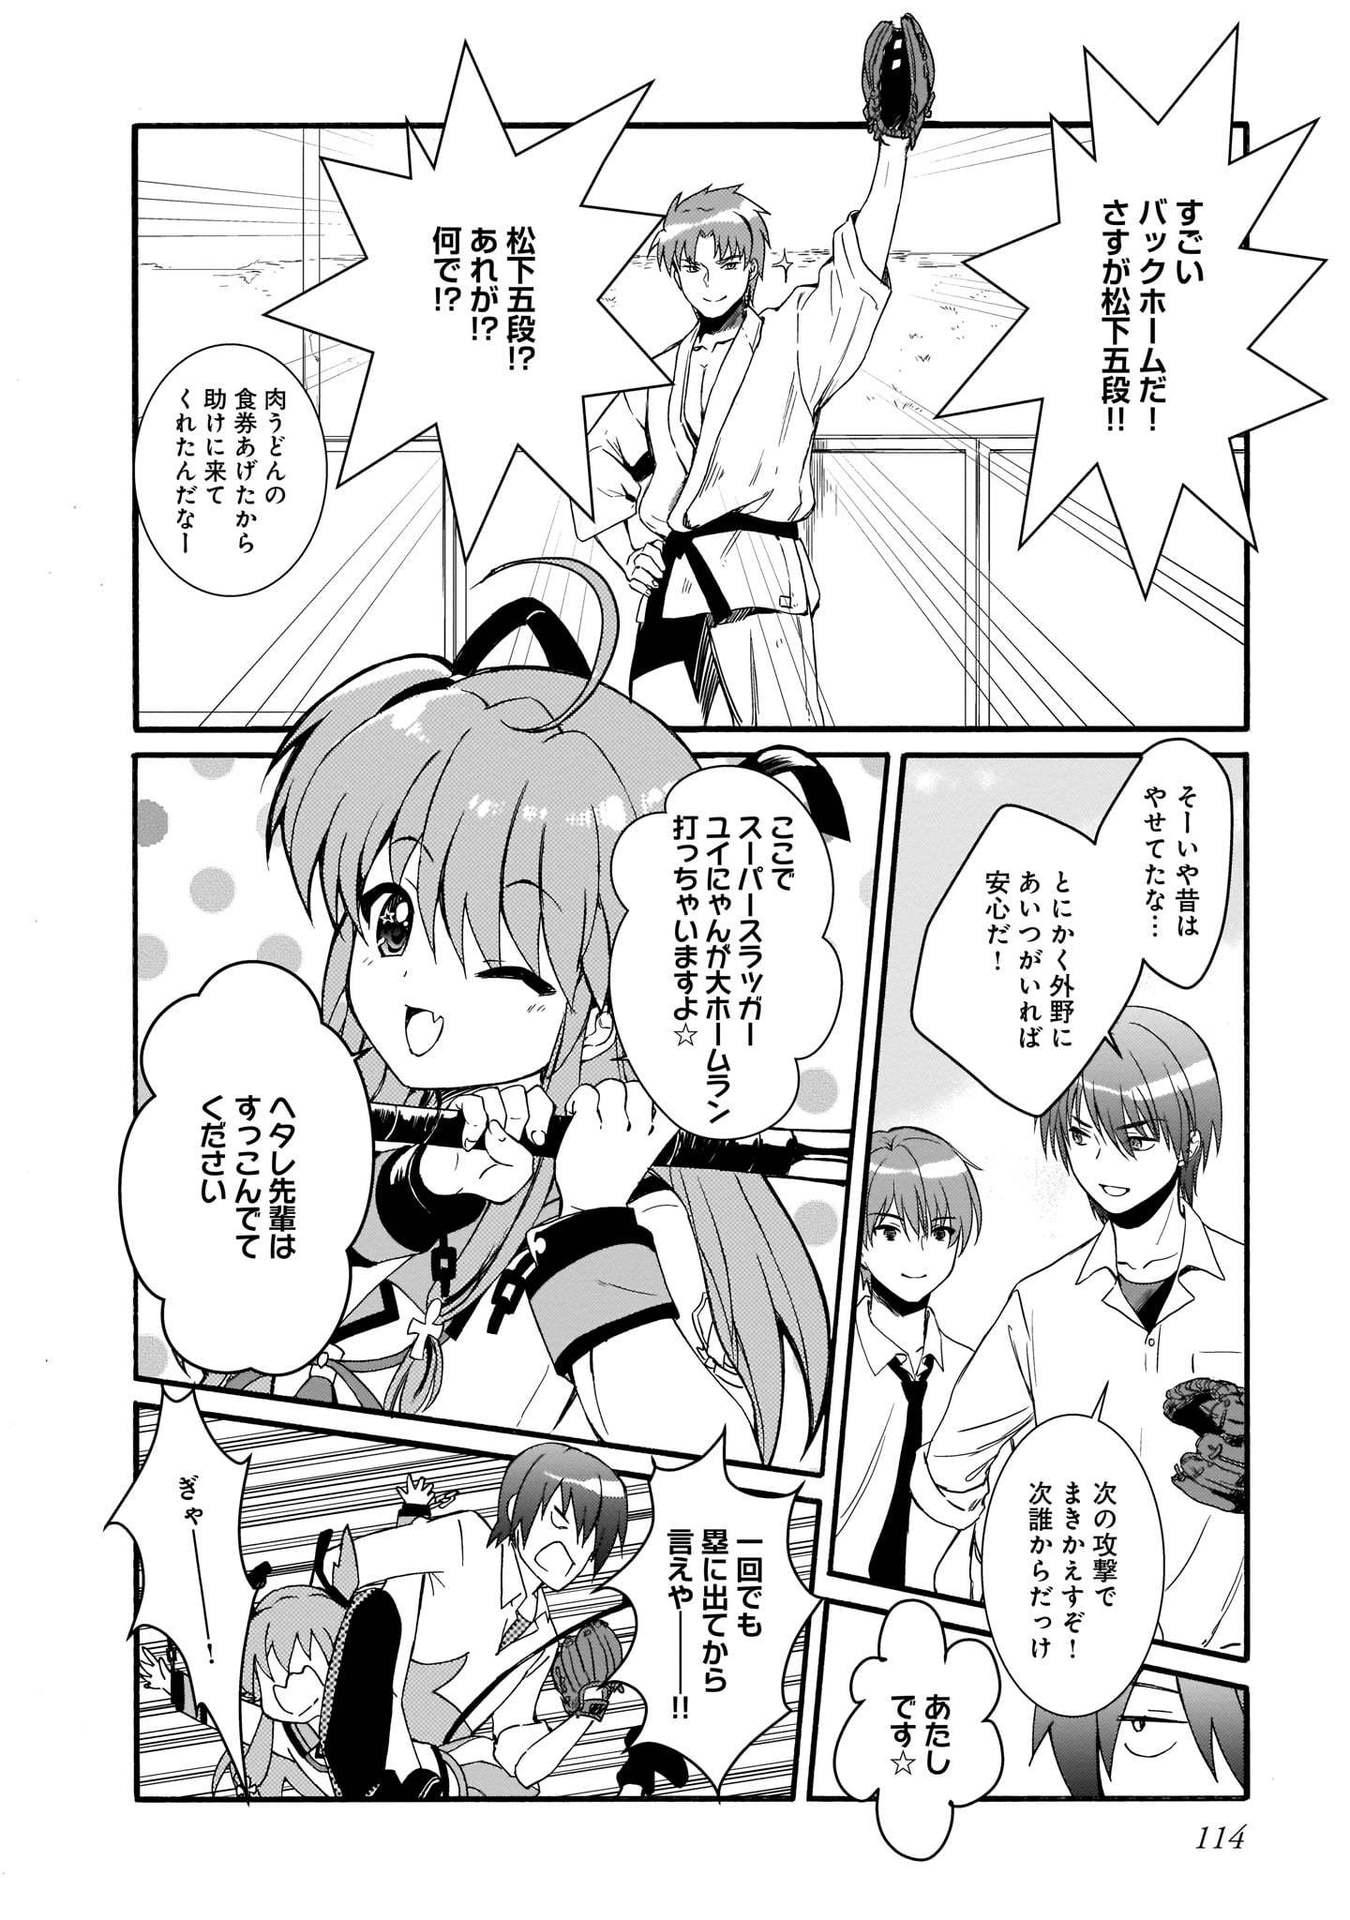 すごい
バックホームだ！
さすが松下五段!!
松下五段!?
あれが!?
何で!?
肉うどんの
食券あげたから
助けに来て
くれたんだなー
そーいや昔は
やせてたな…
とにかく外野に
あいつがいれば
安心だ！
次の攻撃で
まきかえすぞ！
次誰からだっけ
あたし
です☆
ここで
スーパースラッガー
ユイにゃんが大ホームラン
打っちゃいますよ☆
ヘタレ先輩は
すっこんでて
ください
一回でも
塁に出てから
言えや──!!
ぎゃー──！
114